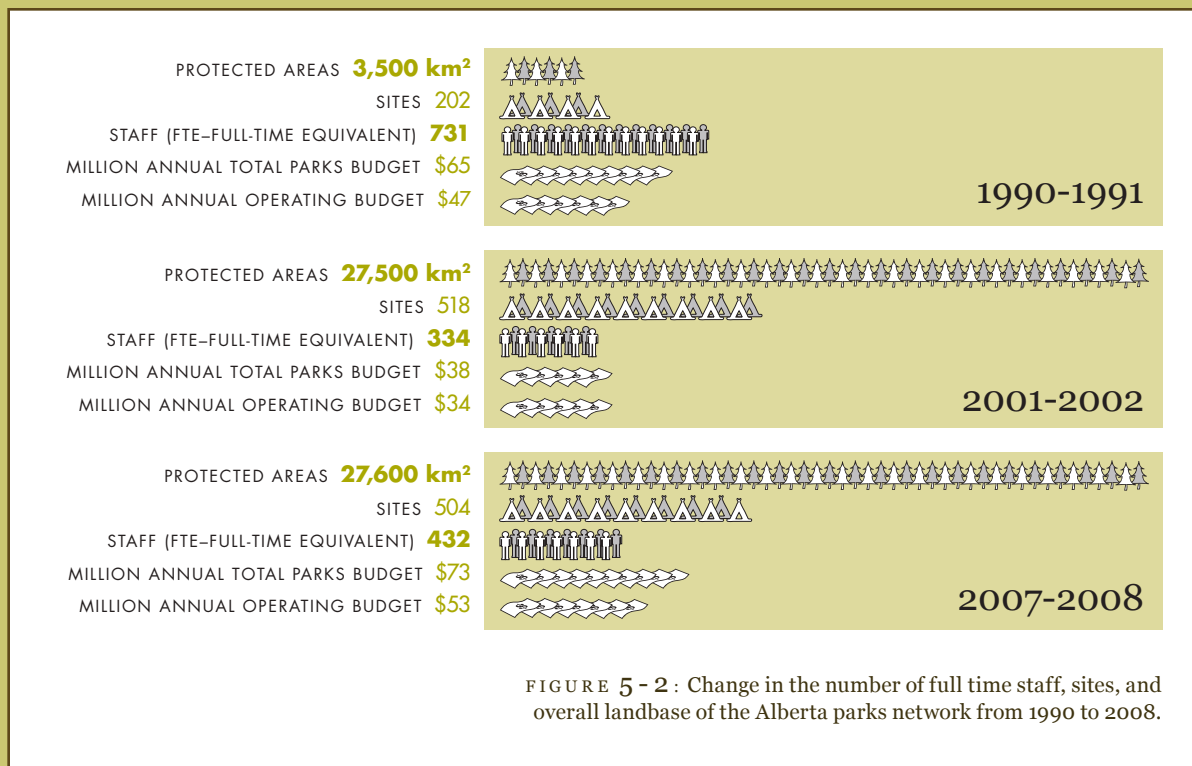 PROTECTED AREAS 3,500 km²
SITES 202
STAFF (FTE–FULL-TIME EQUIVALENT) 731
MILLION ANNUAL TOTAL PARKS BUDGET $65
MILLION ANNUAL OPERATING BUDGET $47
1990-1991
PROTECTED AREAS 27,500 km²
SITES 518
STAFF (FTE–FULL-TIME EQUIVALENT) 334
MILLION ANNUAL TOTAL PARKS BUDGET $38
MILLION ANNUAL OPERATING BUDGET $34
2001-2002
PROTECTED AREAS 27,600 km²
SITES 504
STAFF (FTE–FULL-TIME EQUIVALENT) 432
MILLION ANNUAL TOTAL PARKS BUDGET $73
MILLION ANNUAL OPERATING BUDGET $53
2007-2008
FIGURE 5-2: Change in the number of full time staff, sites, and
overall landbase of the Alberta parks network from 1990 to 2008.